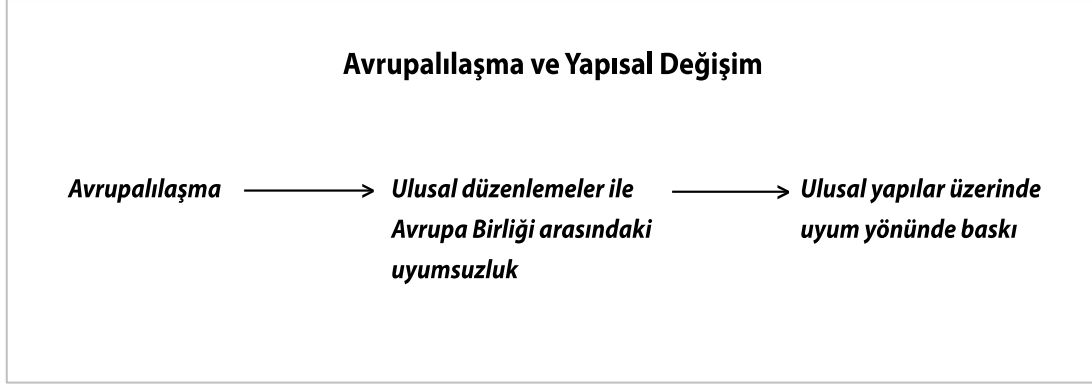 Avrupalılaşma ve Yapısal Değişim
Avrupalılaşma
Ulusal düzenlemeler ile
Avrupa Birliği arasındaki
uyumsuzluk
Ulusal yapılar üzerinde
uyum yönünde baskı